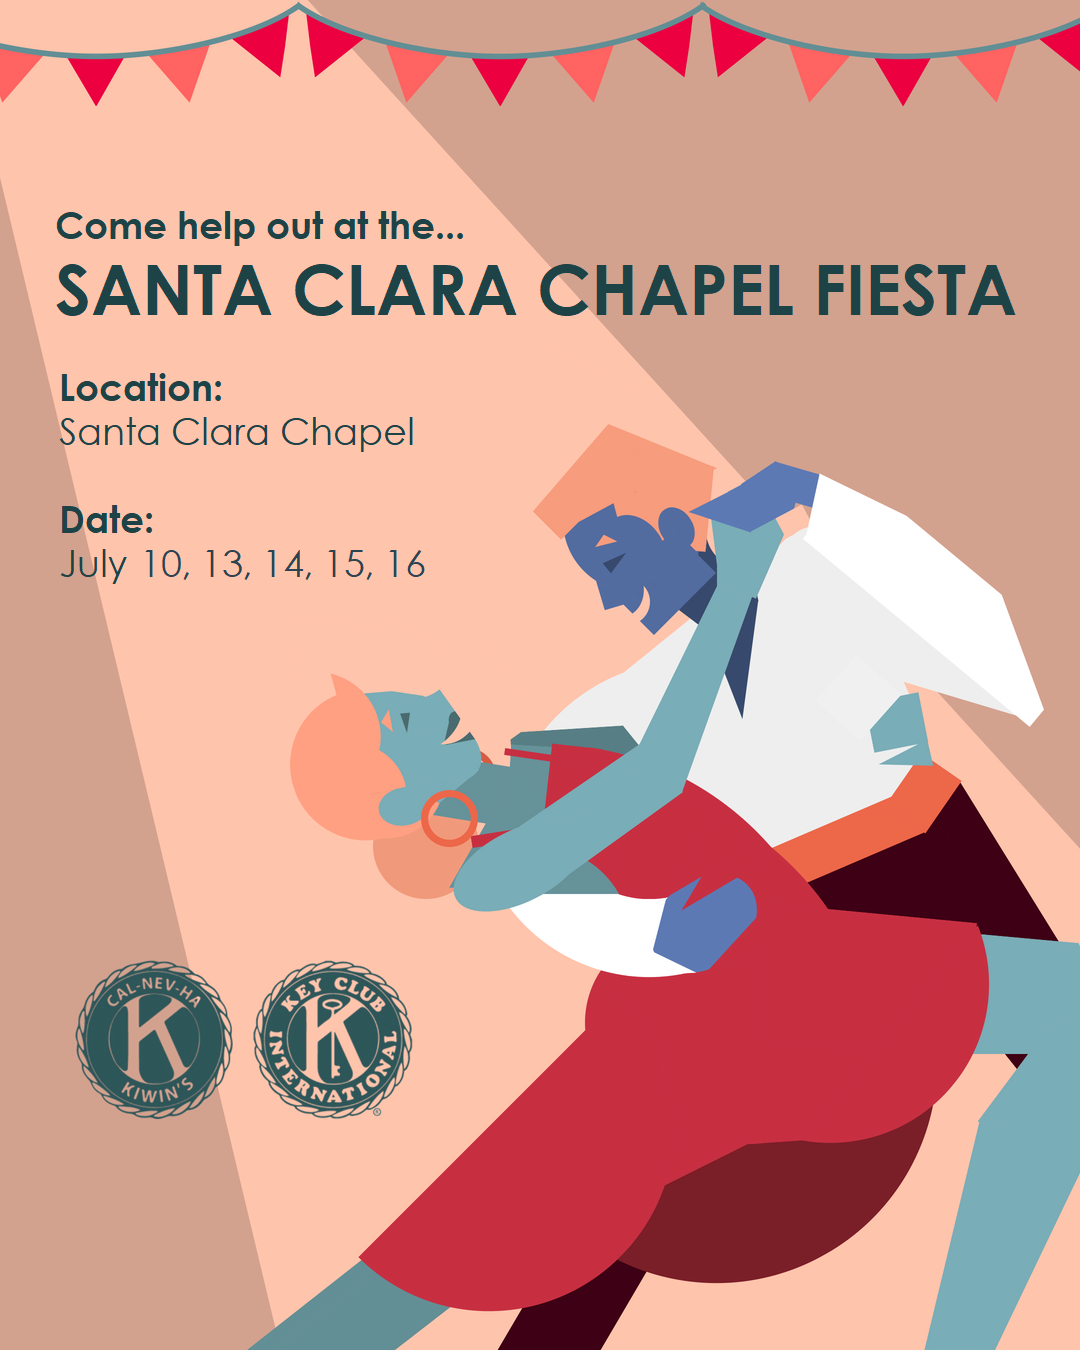 Come help out at the...
SANTA CLARA CHAPEL FIESTA
Location:
Santa Clara Chapel
Date:
July 10, 13, 14, 15, 16
CAL-NEV-HA
K
KIWIN'S
KEY CLUB
K
INTERNATIONAL
®